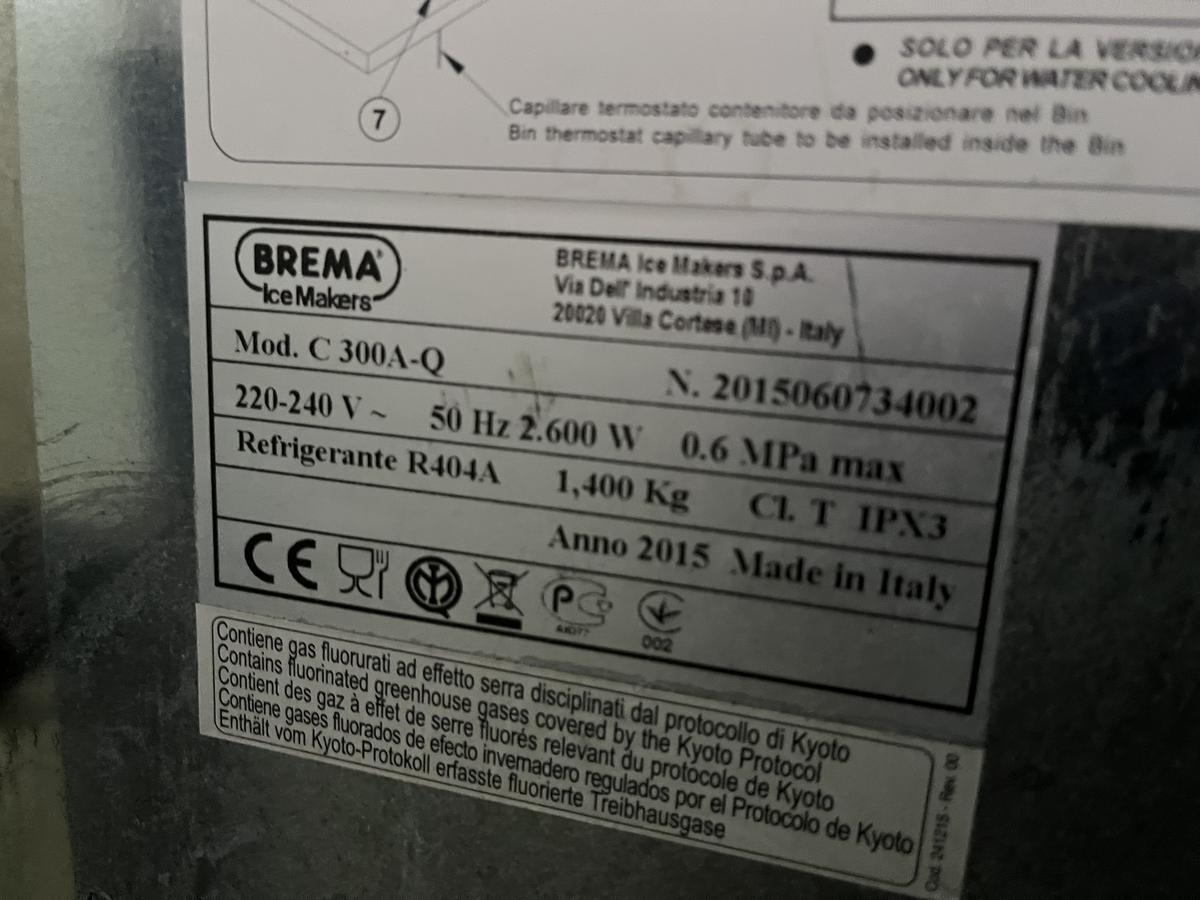 SOLO PER LA
ONLY FOR WATER
7
Capillare termostato contenitore da posizionare nel Bin
Bin thermostat capillary tube to be installed inside the Bin
BREMA
Ice Makers
BREMA Ice Makers S.p.A.
Via Dell' Industria 10
20020 Villa Cortese (MI) - Italy
Mod. C 300A-Q N. 2015060734002
220-240 V ~ 50 Hz 2.600 W 0.6 MPa max
Refrigerante R404A 1,400 Kg Cl. T IPX3
Anno 2015 Made in Italy
CE
002
Contiene gas fluorurati ad effetto serra disciplinati dal protocollo di Kyoto
Contains fluorinated greenhouse gases covered by the Kyoto Protocol
Contient des gaz à effet de serre fluorés relevant du protocole de Kyoto
Contiene gases fluorados de efecto invernadero regulados por el Protocolo de Kyoto
Enthält vom Kyoto-Protokoll erfasste fluorierte Treibhausgase
Cod. 241215 - Rev. 00